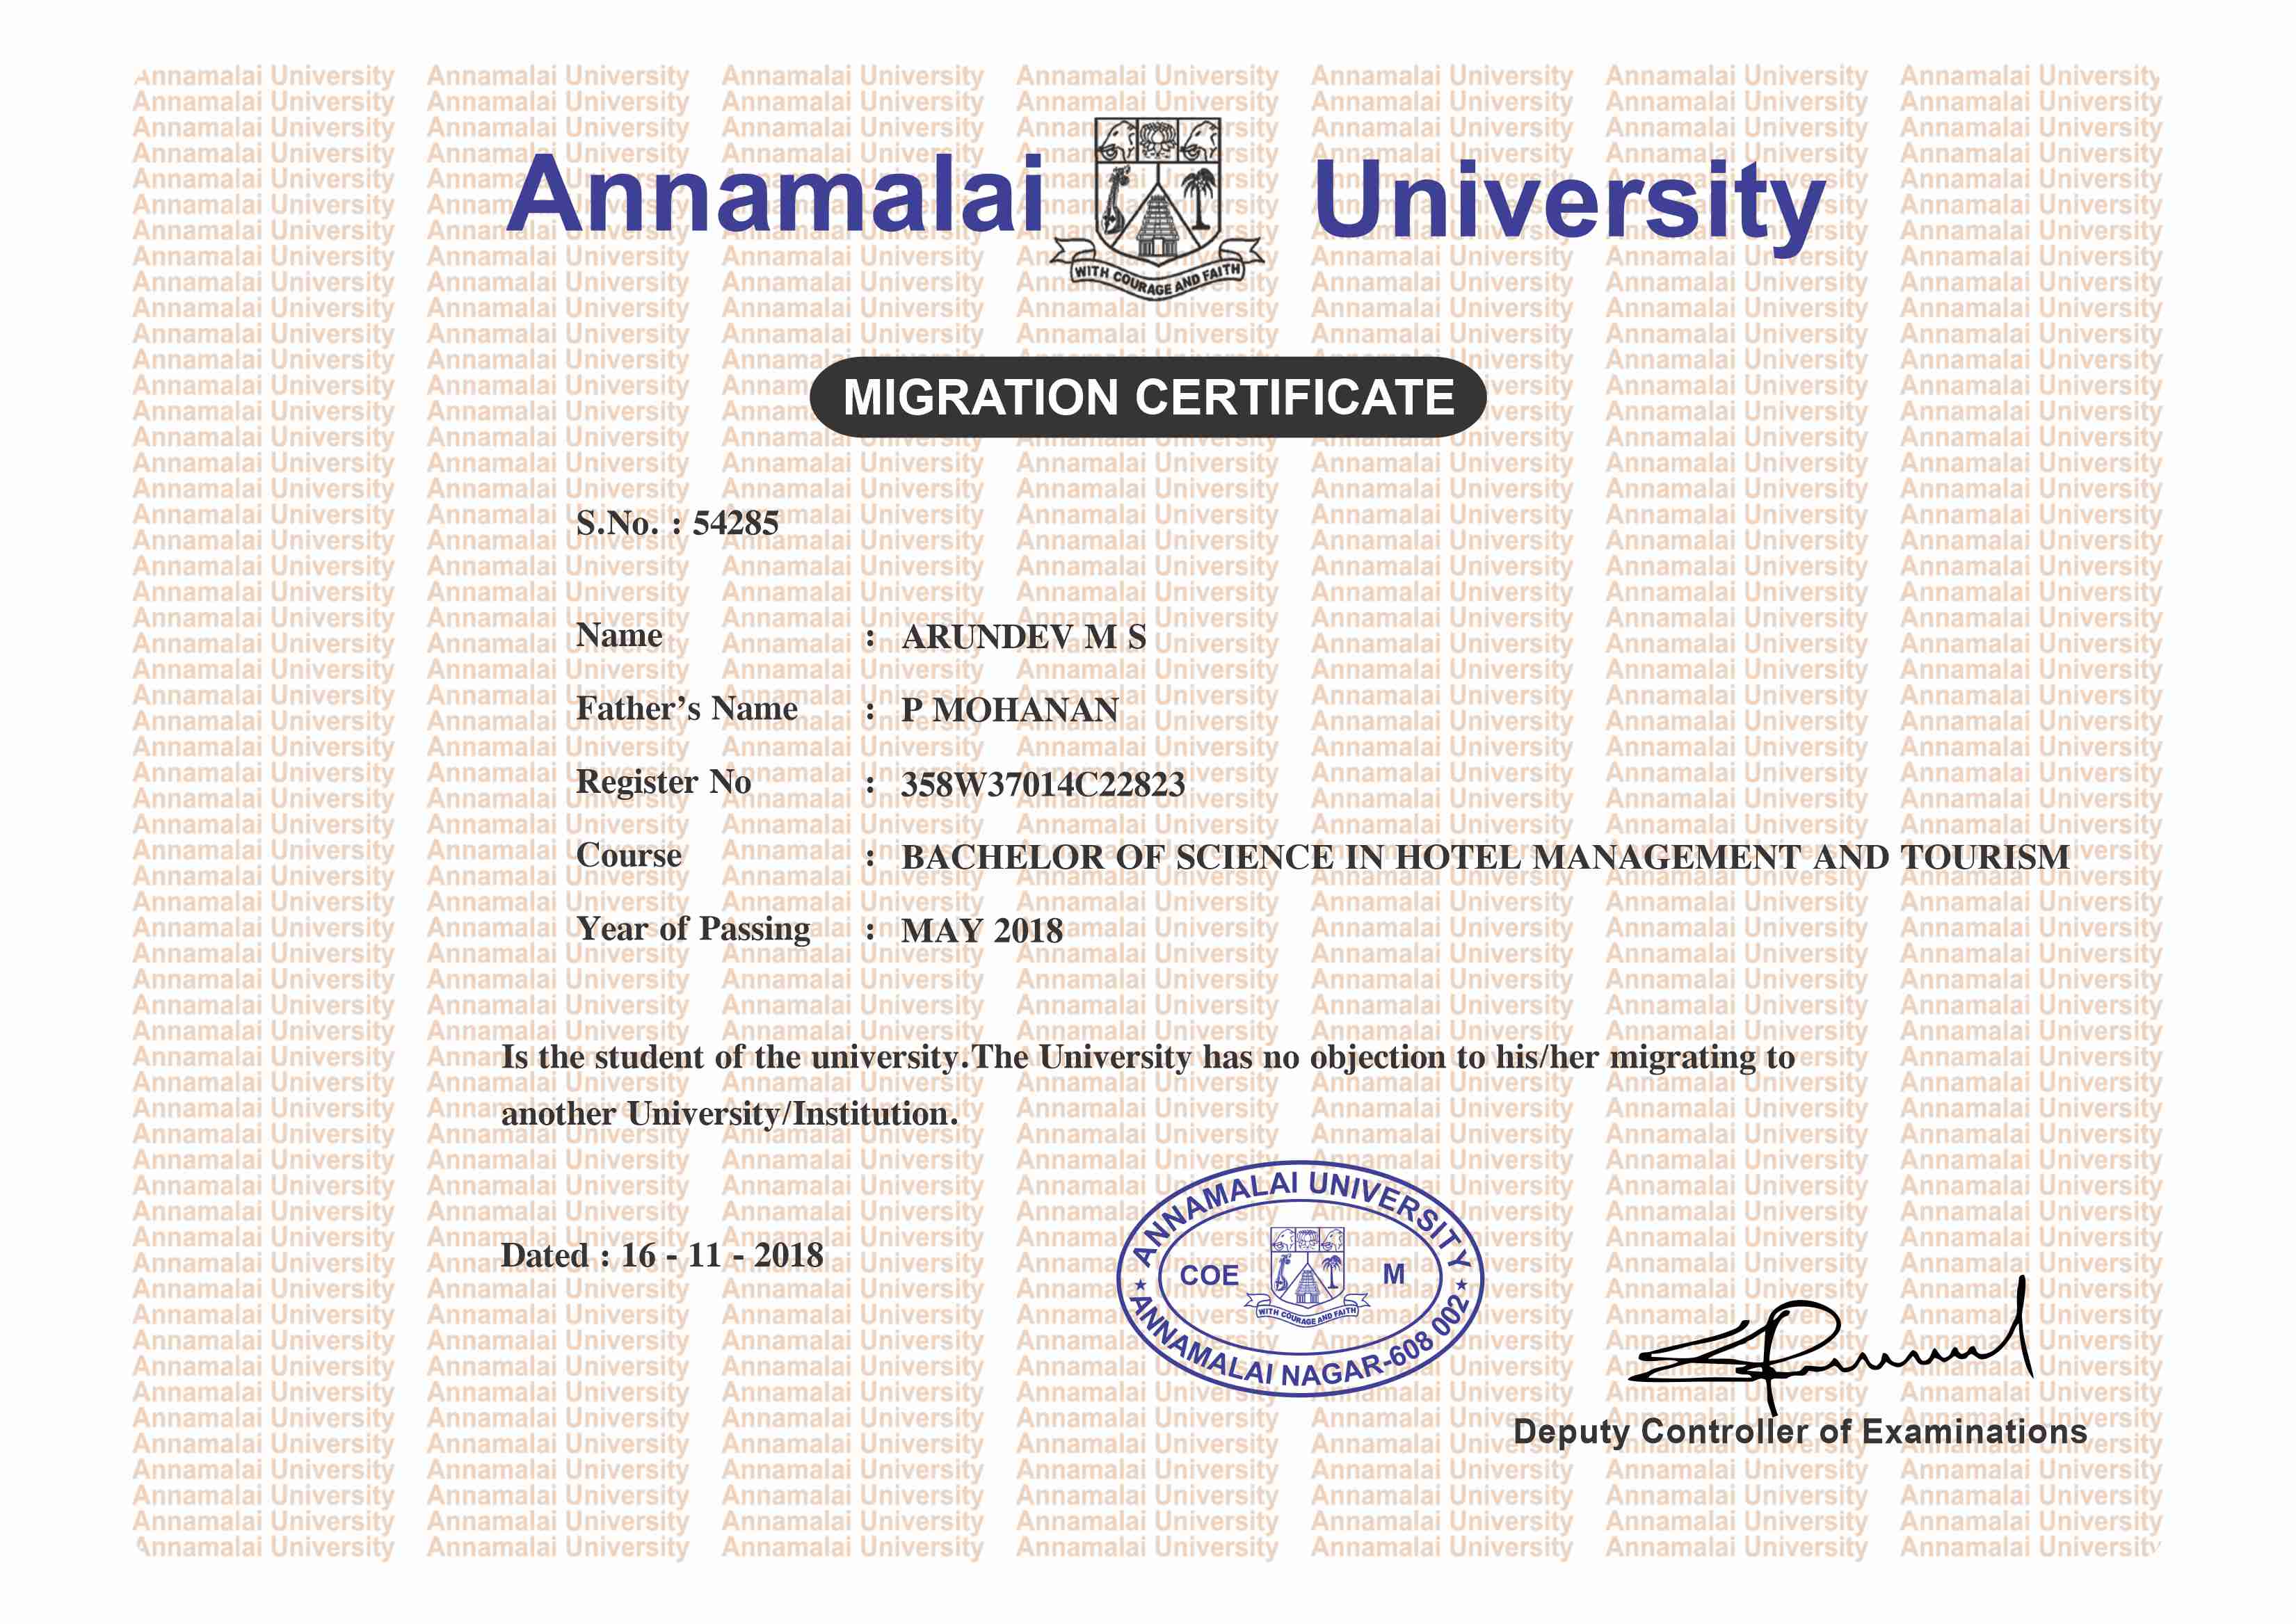 Annamalai University
WITH COURAGE AND FAITH
MIGRATION CERTIFICATE
S.No. : 54285
Name : ARUNDEV M S
Father’s Name : P MOHANAN
Register No : 358W37014C22823
Course : BACHELOR OF SCIENCE IN HOTEL MANAGEMENT AND TOURISM
Year of Passing : MAY 2018
Is the student of the university.The University has no objection to his/her migrating to
another University/Institution.
Dated : 16 - 11 - 2018
ANNAMALAI UNIVERSITY
COE M
WITH COURAGE AND FAITH
ANNAMALAI NAGAR-608 002
Deputy Controller of Examinations